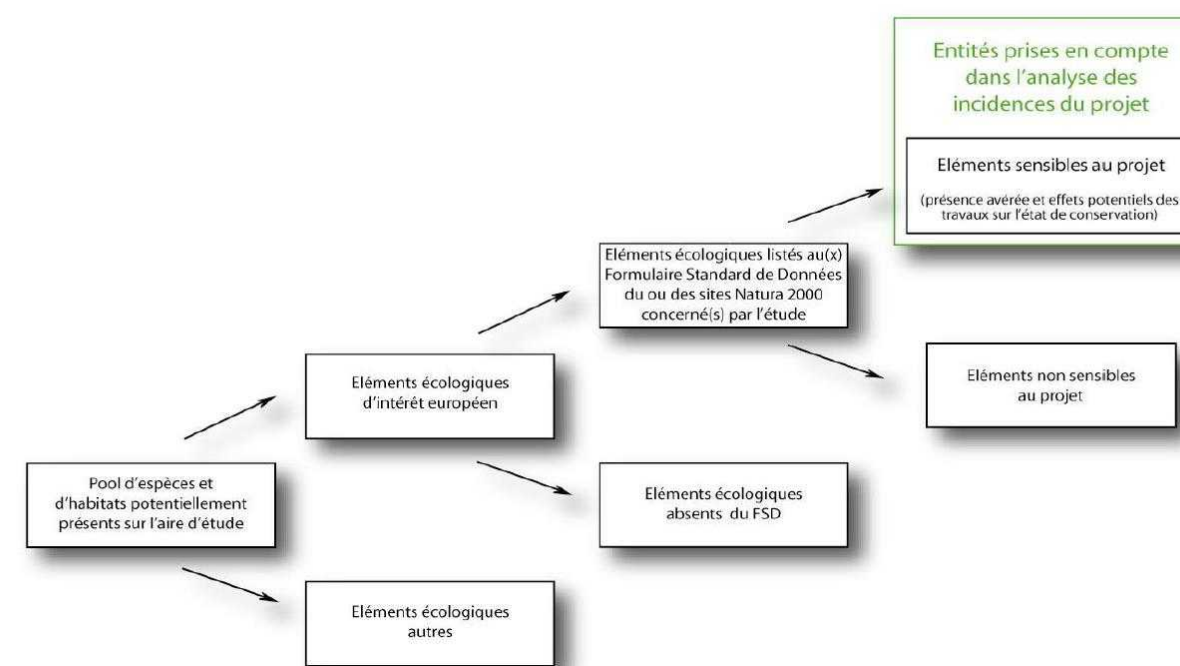 Entités prises en compte
dans l'analyse des
incidences du projet
Eléments sensibles au projet
(présence avérée et effets potentiels des
travaux sur l'état de conservation)
Eléments écologiques listés au(x)
Formulaire Standard de Données
du ou des sites Natura 2000
concerné(s) par l'étude
Eléments non sensibles
au projet
Eléments écologiques
d'intérêt européen
Pool d'espèces et
d'habitats potentiellement
présents sur l'aire d'étude
Eléments écologiques
absents du FSD
Eléments écologiques
autres